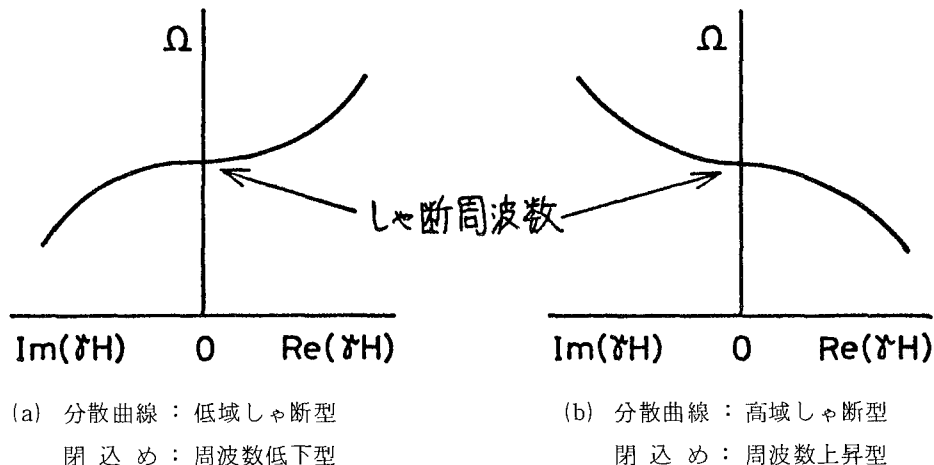 Ω
Ω
しゃ断周波数
Im(γH) 0 Re(γH)
Im(γH) 0 Re(γH)
(a) 分散曲線 : 低域しゃ断型
閉込め : 周波数低下型
(b) 分散曲線 : 高域しゃ断型
閉込め : 周波数上昇型